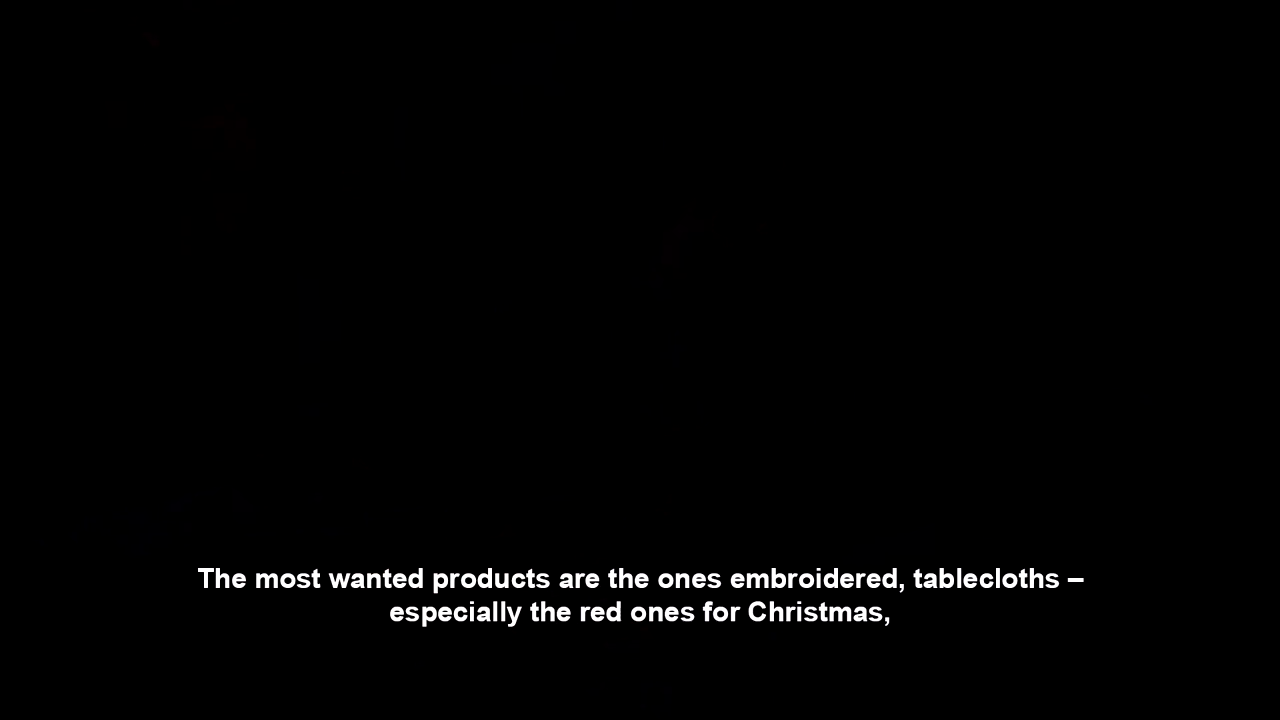 The most wanted products are the ones embroidered, tablecloths –
especially the red ones for Christmas,